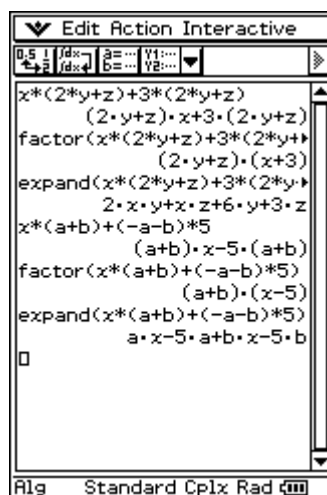 Edit Action Interactive
x*(2*y+z)+3*(2*y+z)
(2·y+z)·x+3·(2·y+z)
factor(x*(2*y+z)+3*(2*y+
(2·y+z)·(x+3)
expand(x*(2*y+z)+3*(2*y·
2·x·y+x·z+6·y+3·z
x*(a+b)+(-a-b)*5
(a+b)·x-5·(a+b)
factor(x*(a+b)+(-a-b)*5)
(a+b)·(x-5)
expand(x*(a+b)+(-a-b)*5)
a·x-5·a+b·x-5·b
Alg Standard Cplx Rad